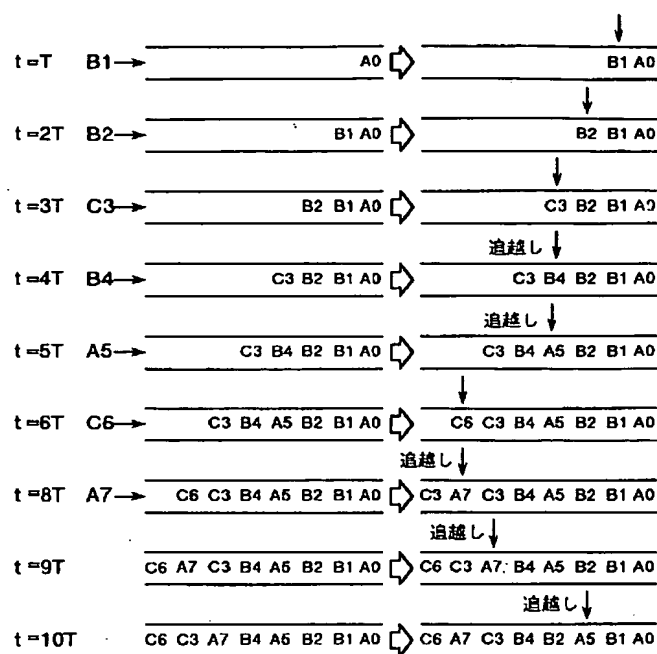 t=T B1 A0 B1 A0
t=2T B2 B1 A0 B2 B1 A0
t=3T C3 B2 B1 A0 C3 B2 B1 A0
追越し
t=4T B4 C3 B2 B1 A0 C3 B4 B2 B1 A0
追越し
t=5T A5 C3 B4 B2 B1 A0 C3 B4 A5 B2 B1 A0
t=6T C6 C3 B4 A5 B2 B1 A0 C6 C3 B4 A5 B2 B1 A0
追越し
t=8T A7 C6 C3 B4 A5 B2 B1 A0 C3 A7 C3 B4 A5 B2 B1 A0
追越し
t=9T C6 A7 C3 B4 A5 B2 B1 A0 C6 C3 A7 B4 A5 B2 B1 A0
追越し
t=10T C6 C3 A7 B4 A5 B2 B1 A0 C6 A7 C3 B4 B2 A5 B1 A0